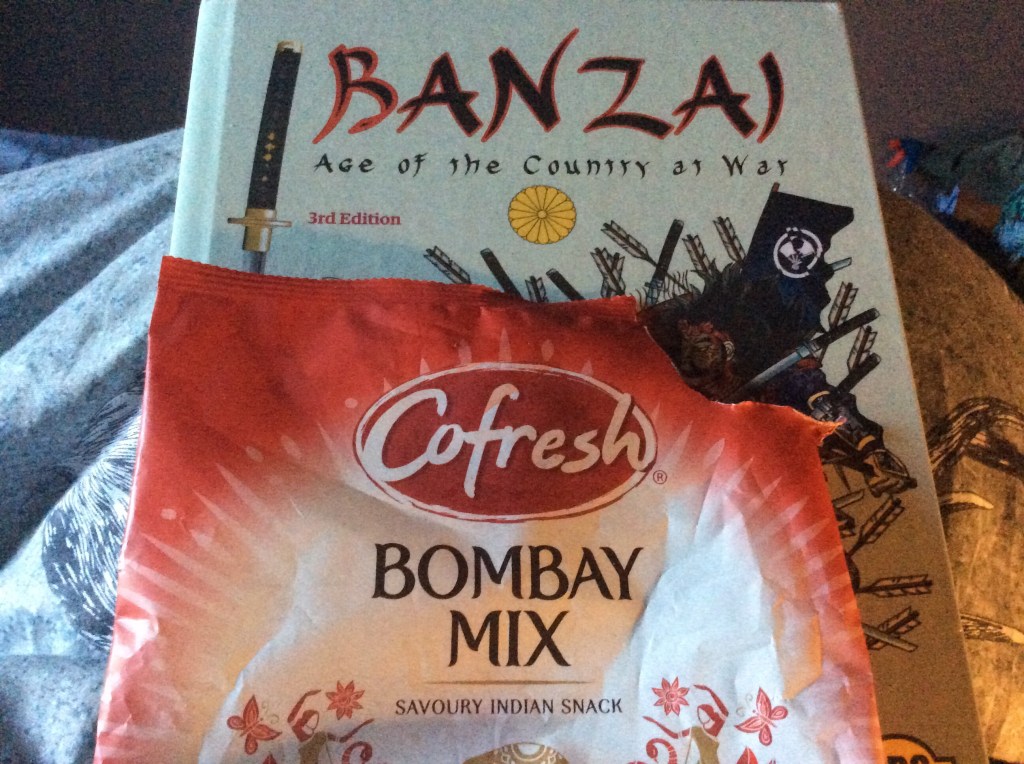 BANZAI
Age of the Country at War
3rd Edition
Cofresh
®
BOMBAY
MIX
SAVOURY INDIAN SNACK